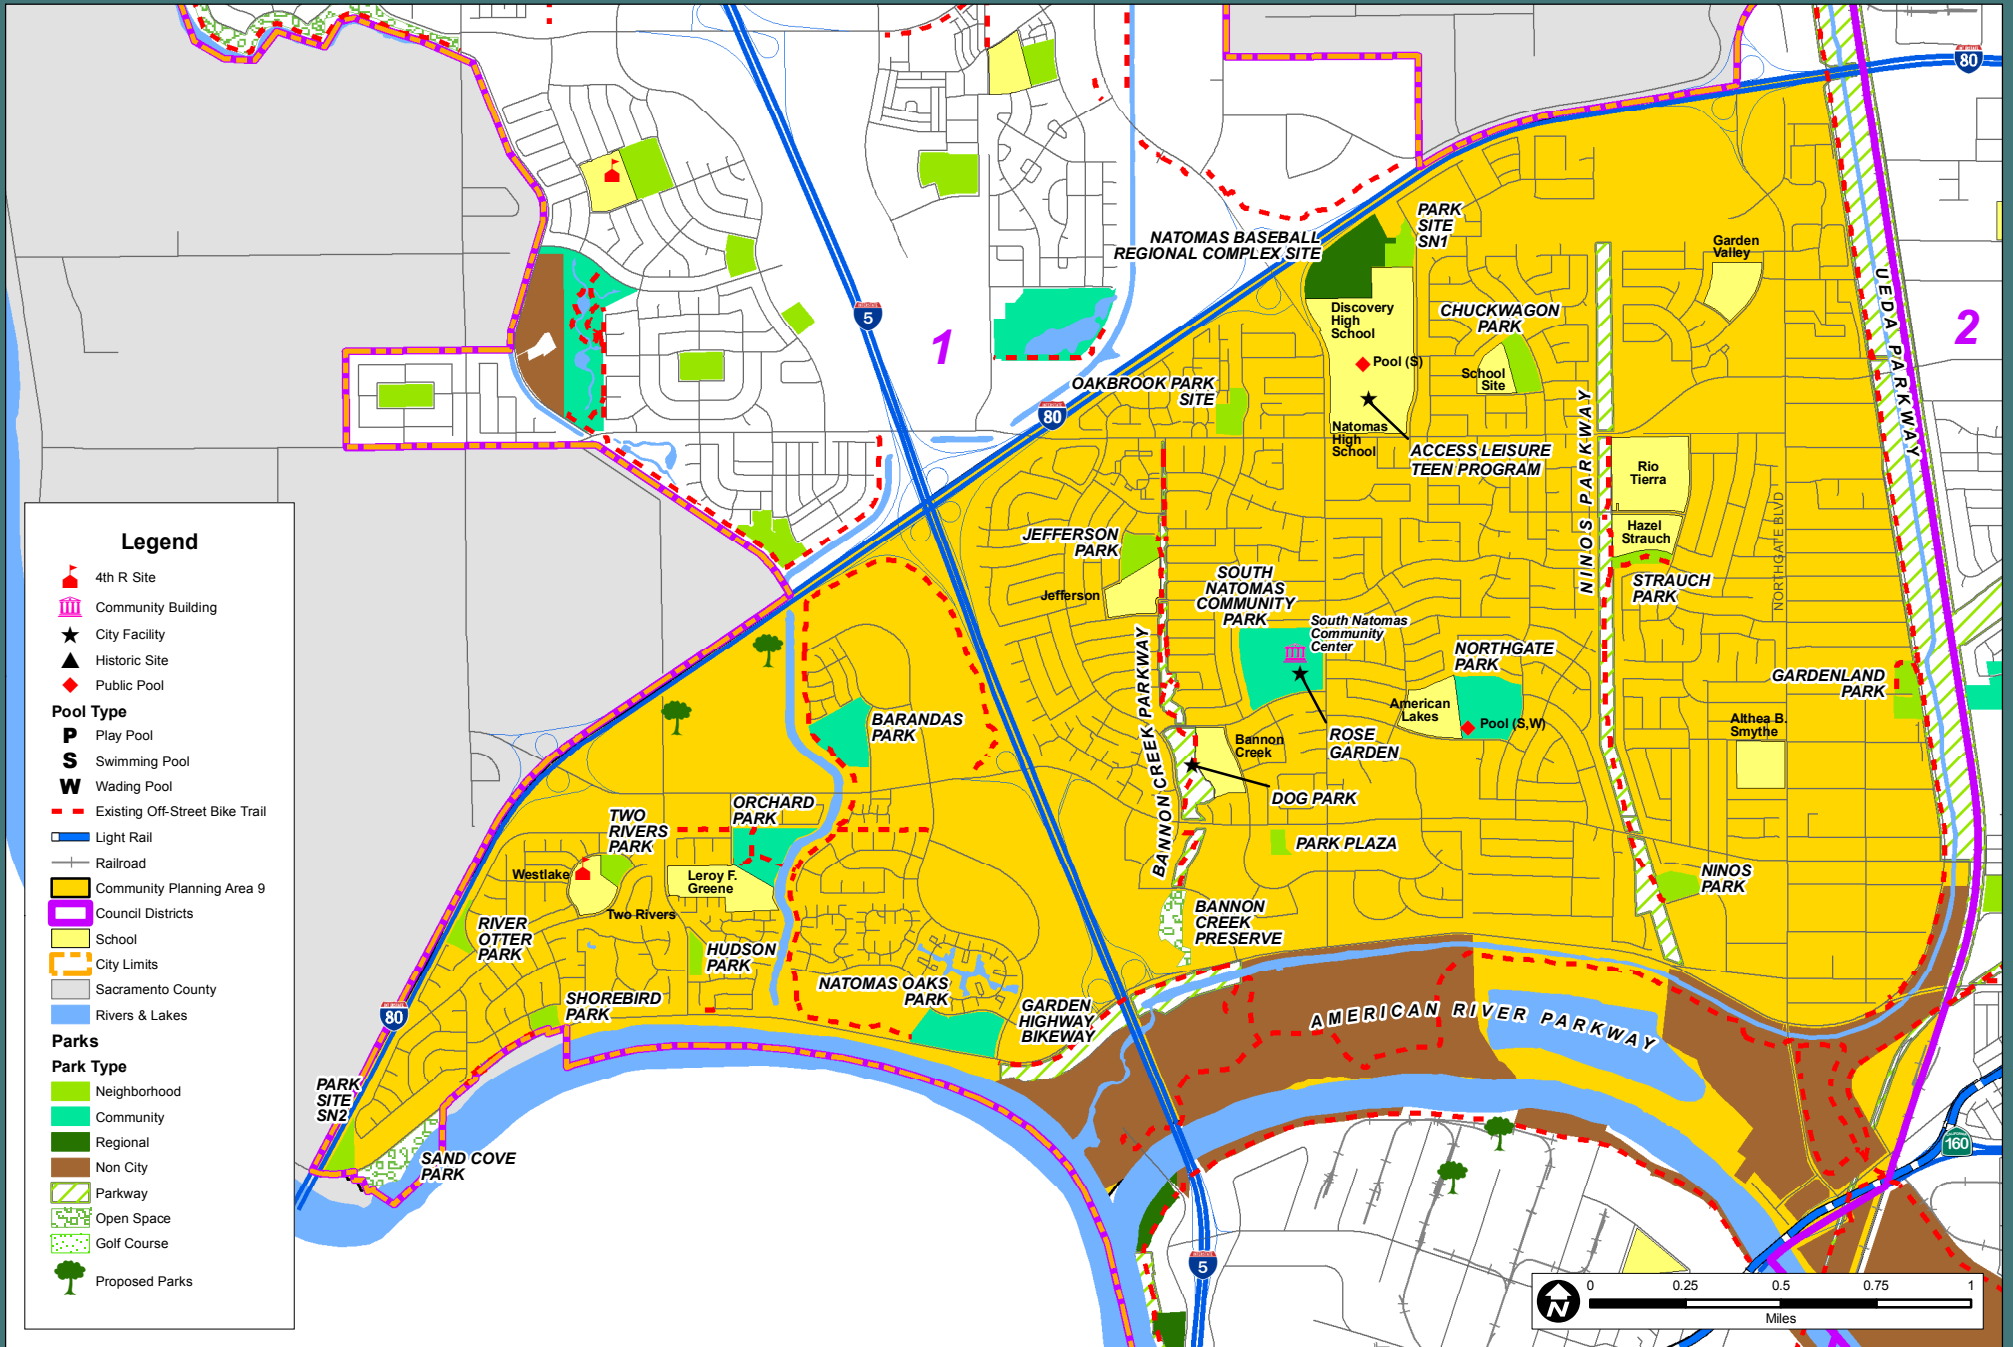 80
5
1
2
NATOMAS BASEBALL
REGIONAL COMPLEX SITE
PARK
SITE
SN1
Garden
Valley
UEDA PARKWAY
Discovery
High
School
CHUCKWAGON
PARK
Pool (S)
School
Site
OAKBROOK PARK
SITE
80
Natomas
High
School
ACCESS LEISURE
TEEN PROGRAM
NINOS PARKWAY
Rio
Tierra
Hazel
Strauch
NORTHGATE BLVD
JEFFERSON
PARK
Jefferson
SOUTH
NATOMAS
COMMUNITY
PARK
STRAUCH
PARK
South Natomas
Community
Center
NORTHGATE
PARK
GARDENLAND
PARK
BANNON CREEK PARKWAY
American
Lakes
Pool (S,W)
Althea B.
Smythe
BARANDAS
PARK
Bannon
Creek
ROSE
GARDEN
DOG PARK
ORCHARD
PARK
TWO
RIVERS
PARK
PARK PLAZA
Westlake
Leroy F.
Greene
Two Rivers
NINOS
PARK
RIVER
OTTER
PARK
HUDSON
PARK
BANNON
CREEK
PRESERVE
NATOMAS OAKS
PARK
SHOREBIRD
PARK
GARDEN
HIGHWAY
BIKEWAY
AMERICAN RIVER PARKWAY
80
PARK
SITE
SN2
SAND COVE
PARK
160
5
Legend
4th R Site
Community Building
City Facility
Historic Site
Public Pool
Pool Type
P Play Pool
S Swimming Pool
W Wading Pool
Existing Off-Street Bike Trail
Light Rail
Railroad
Community Planning Area 9
Council Districts
School
City Limits
Sacramento County
Rivers & Lakes
Parks
Park Type
Neighborhood
Community
Regional
Non City
Parkway
Open Space
Golf Course
Proposed Parks
N
0 0.25 0.5 0.75 1
Miles